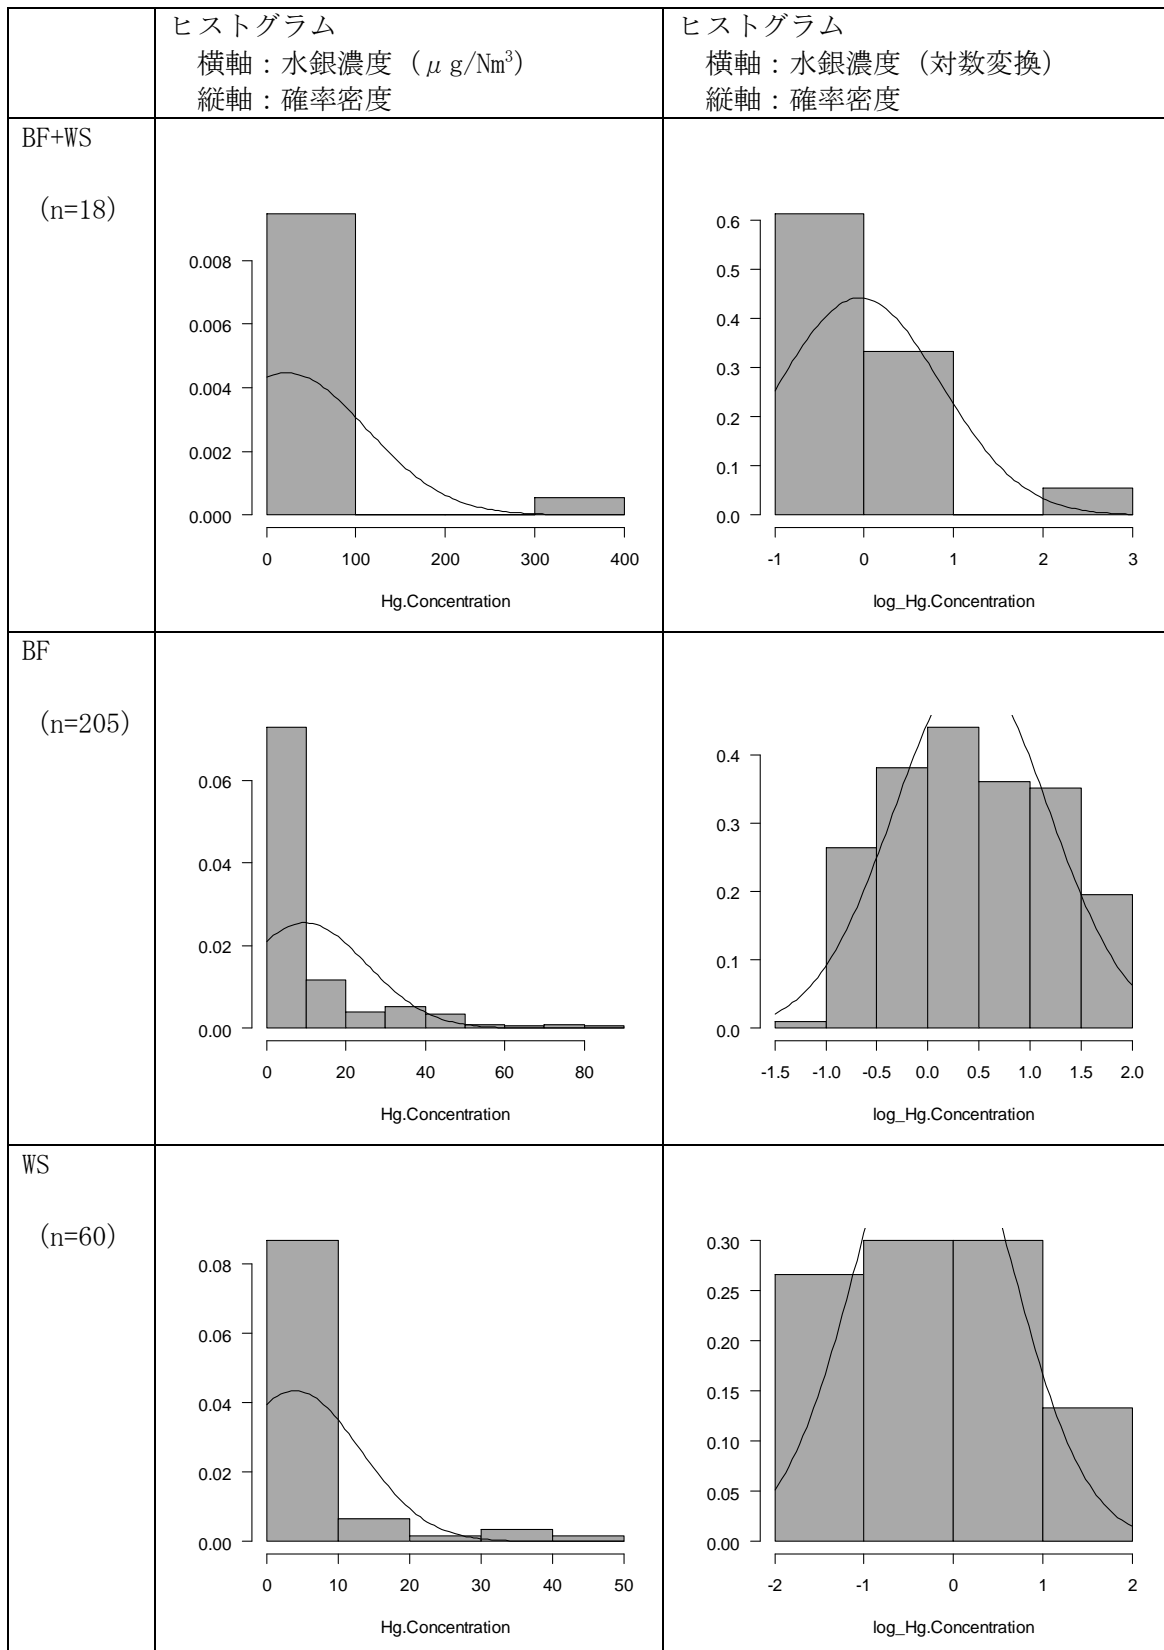 ヒストグラム
横軸：水銀濃度（μg/Nm³）
縦軸：確率密度
ヒストグラム
横軸：水銀濃度（対数変換）
縦軸：確率密度
BF+WS
(n=18)
0.008
0.006
0.004
0.002
0.000
0 100 200 300 400
Hg.Concentration
0.6
0.5
0.4
0.3
0.2
0.1
0.0
-1 0 1 2 3
log_Hg.Concentration
BF
(n=205)
0.06
0.04
0.02
0.00
0 20 40 60 80
Hg.Concentration
0.4
0.3
0.2
0.1
0.0
-1.5 -1.0 -0.5 0.0 0.5 1.0 1.5 2.0
log_Hg.Concentration
WS
(n=60)
0.08
0.06
0.04
0.02
0.00
0 10 20 30 40 50
Hg.Concentration
0.30
0.25
0.20
0.15
0.10
0.05
0.00
-2 -1 0 1 2
log_Hg.Concentration